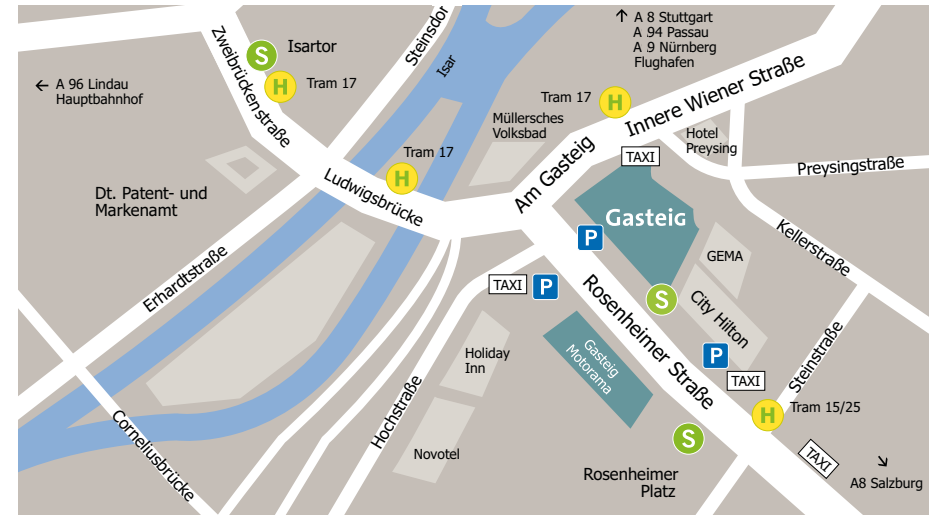 Zweibrückenstraße
S
Isartor
H
Tram 17
← A 96 Lindau
Hauptbahnhof
Steinsdor
Isar
↑ A 8 Stuttgart
A 94 Passau
A 9 Nürnberg
Flughafen
Tram 17
H
Innere Wiener Straße
Müllersches
Volksbad
Hotel
Preysing
TAXI
Preysingstraße
Tram 17
H
Ludwigsbrücke
Am Gasteig
Dt. Patent- und
Markenamt
Gasteig
P
Kellerstraße
GEMA
Erhardtstraße
TAXI
P
Rosenheimer Straße
S
City Hilton
P
TAXI
Steinstraße
Gasteig
Motorama
Holiday
Inn
Hochstraße
H
Tram 15/25
Corneliusbrücke
Novotel
S
Rosenheimer
Platz
TAXI
↘
A8 Salzburg